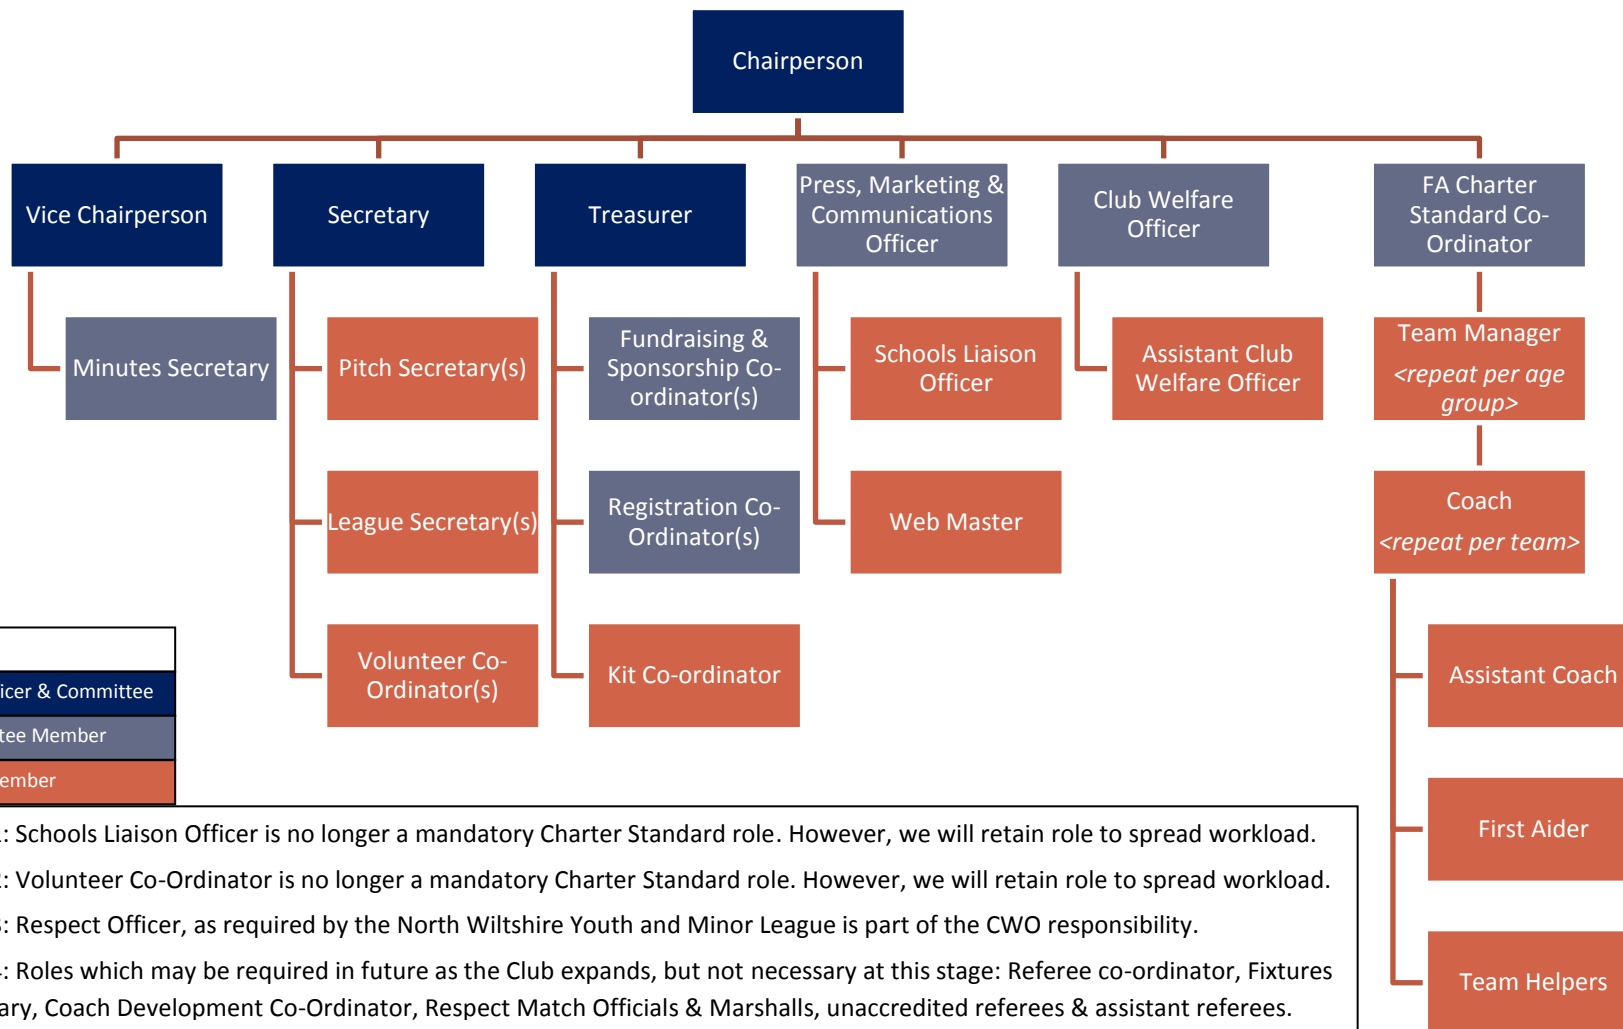 Chairperson
Vice Chairperson
Secretary
Treasurer
Press, Marketing &
Communications
Officer
Club Welfare
Officer
FA Charter
Standard Co-
Ordinator
Minutes Secretary
Pitch Secretary(s)
Fundraising &
Sponsorship Co-
ordinator(s)
Schools Liaison
Officer
Assistant Club
Welfare Officer
Team Manager
<repeat per age
group>
League Secretary(s)
Registration Co-
Ordinator(s)
Web Master
Coach
<repeat per team>
Volunteer Co-
Ordinator(s)
Kit Co-ordinator
Assistant Coach
First Aider
Team Helpers
icer & Committee
tee Member
ember
: Schools Liaison Officer is no longer a mandatory Charter Standard role. However, we will retain role to spread workload.
: Volunteer Co-Ordinator is no longer a mandatory Charter Standard role. However, we will retain role to spread workload.
: Respect Officer, as required by the North Wiltshire Youth and Minor League is part of the CWO responsibility.
: Roles which may be required in future as the Club expands, but not necessary at this stage: Referee co-ordinator, Fixtures
ary, Coach Development Co-Ordinator, Respect Match Officials & Marshalls, unaccredited referees & assistant referees.